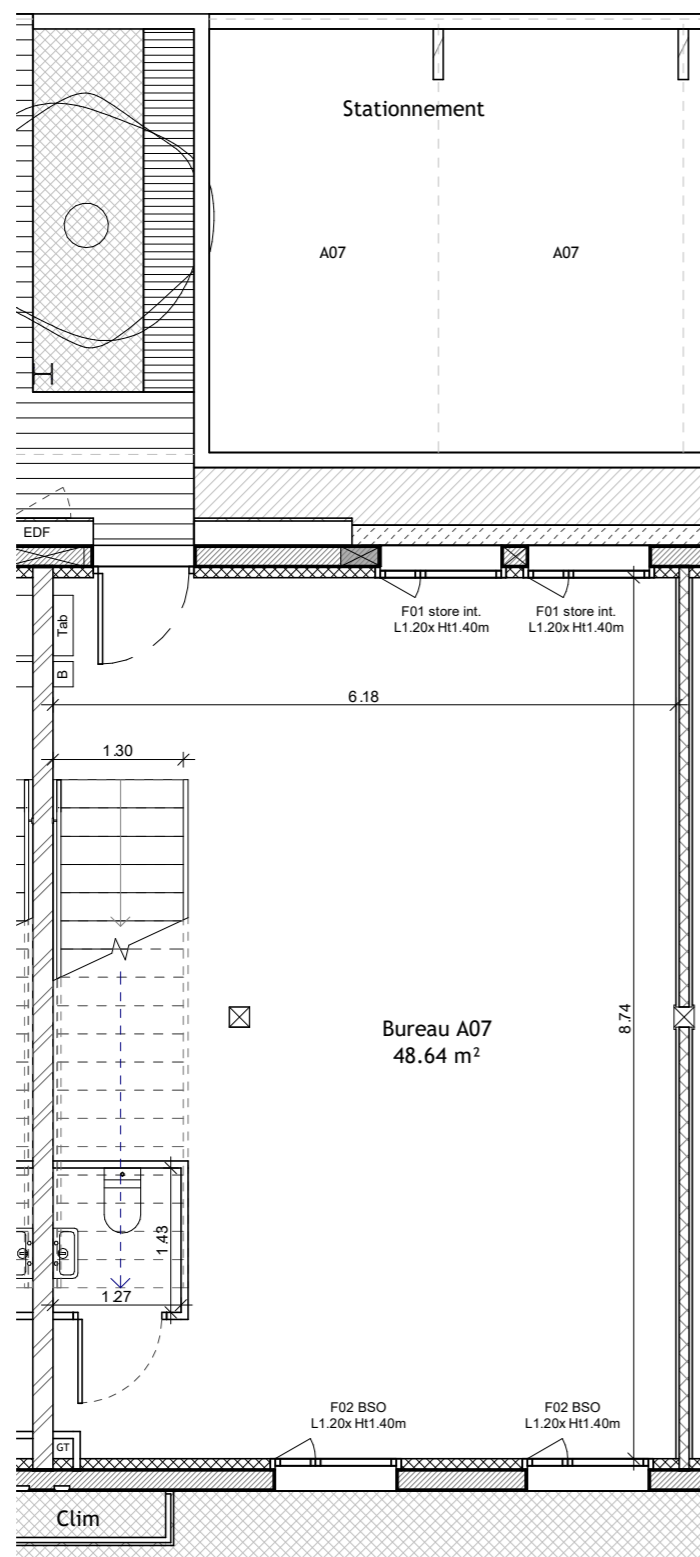 Stationnement
A07
A07
EDF
F01 store int.
L1.20x Ht1.40m
F01 store int.
L1.20x Ht1.40m
Tab
B
6.18
1.30
Bureau A07
48.64 m²
8.74
1.43
1.27
F02 BSO
L1.20x Ht1.40m
F02 BSO
L1.20x Ht1.40m
GT
Clim